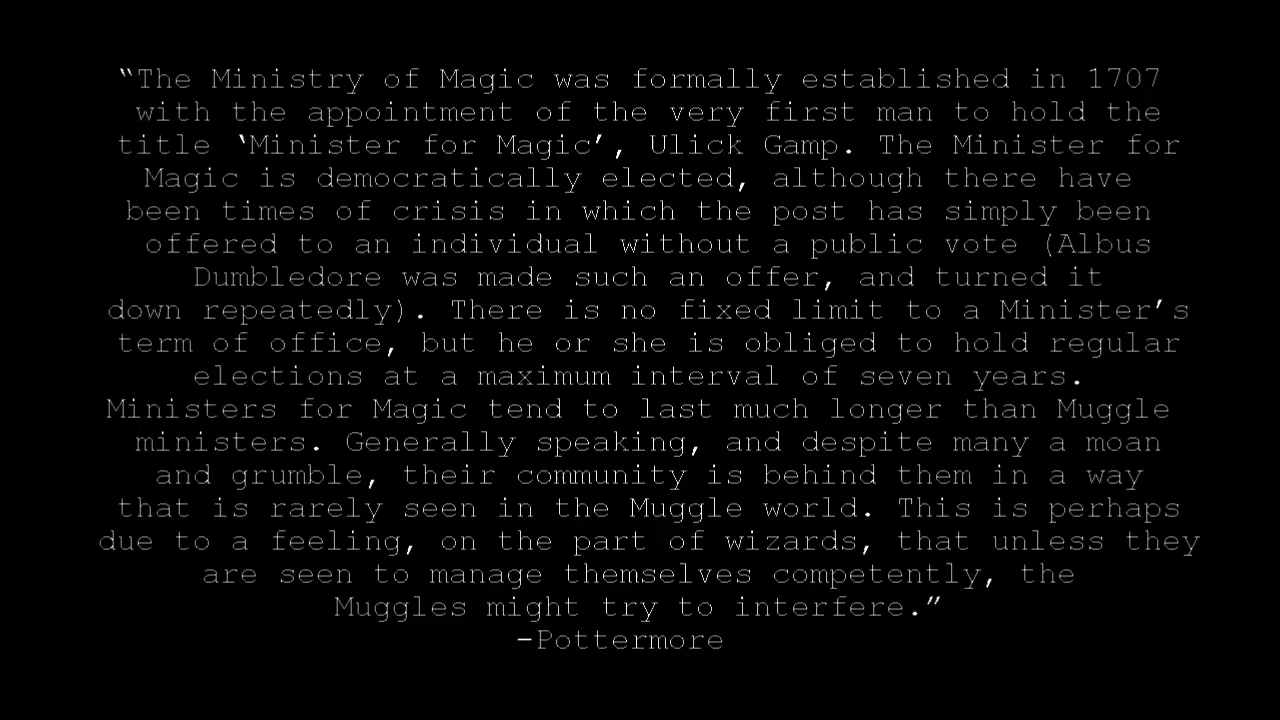 “The Ministry of Magic was formally established in 1707
with the appointment of the very first man to hold the
title ‘Minister for Magic’, Ulick Gamp. The Minister for
Magic is democratically elected, although there have
been times of crisis in which the post has simply been
offered to an individual without a public vote (Albus
Dumbledore was made such an offer, and turned it
down repeatedly). There is no fixed limit to a Minister’s
term of office, but he or she is obliged to hold regular
elections at a maximum interval of seven years.
Ministers for Magic tend to last much longer than Muggle
ministers. Generally speaking, and despite many a moan
and grumble, their community is behind them in a way
that is rarely seen in the Muggle world. This is perhaps
due to a feeling, on the part of wizards, that unless they
are seen to manage themselves competently, the
Muggles might try to interfere.”
-Pottermore